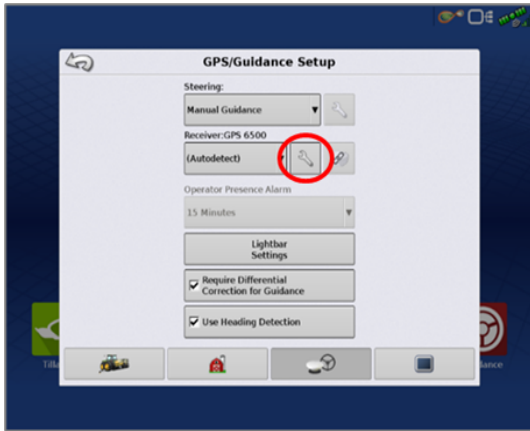 GPS/Guidance Setup
Steering:
Manual Guidance
Receiver:GPS 6500
(Autodetect)
Operator Presence Alarm
15 Minutes
Lightbar
Settings
Require Differential
Correction for Guidance
Use Heading Detection